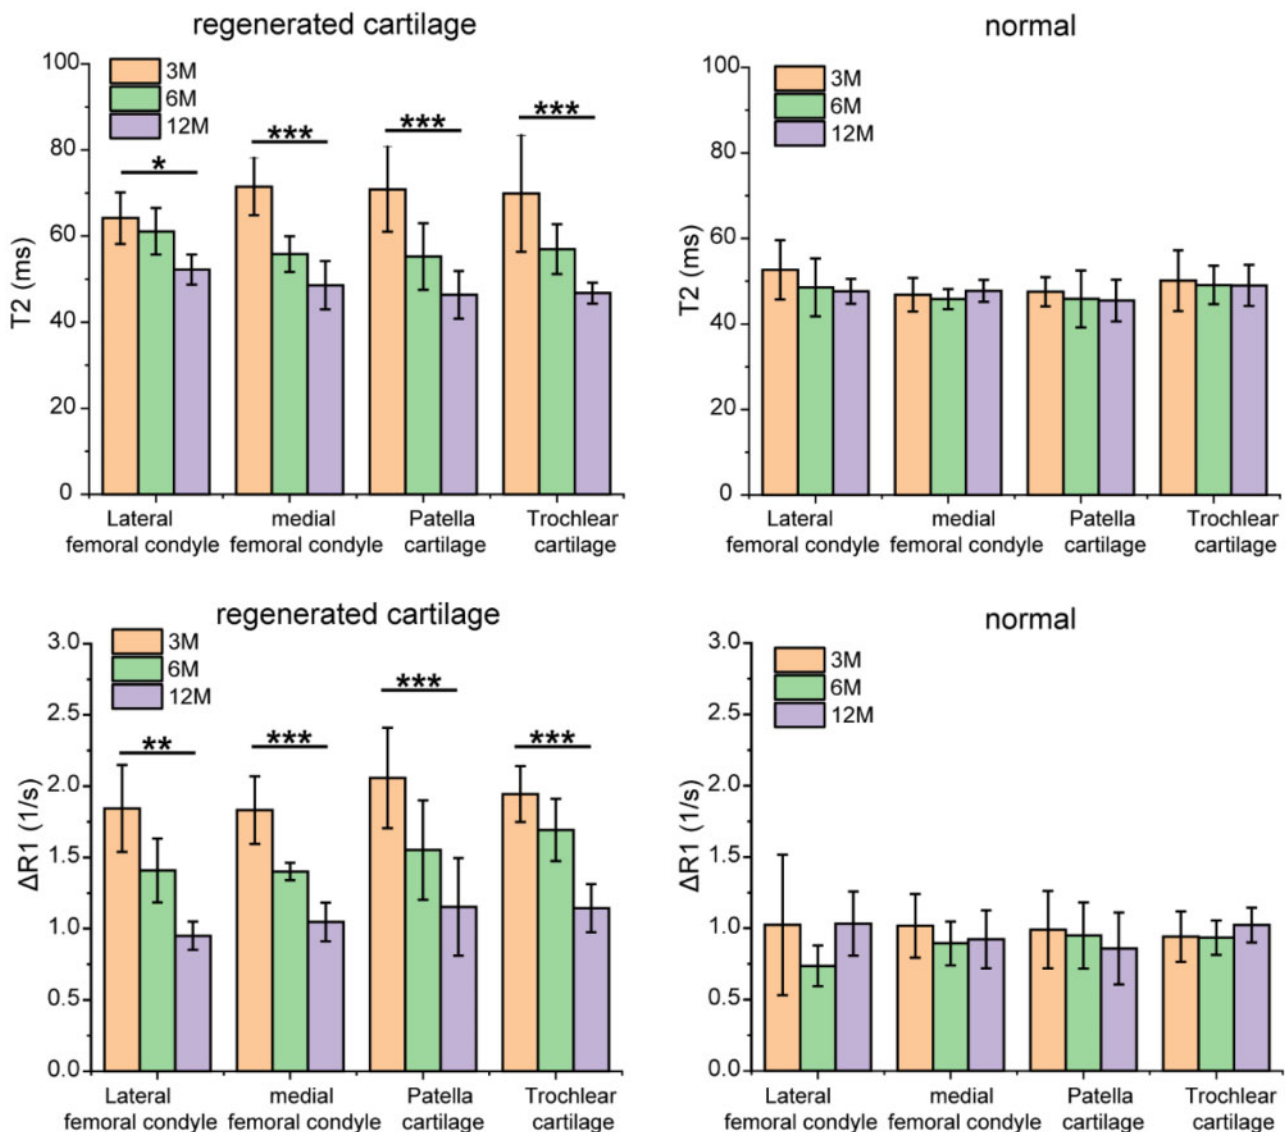 regenerated cartilage
100
80
60
40
20
0
T2 (ms)
3M
6M
12M
*
***
***
***
Lateral femoral condyle
medial femoral condyle
Patella cartilage
Trochlear cartilage
normal
100
80
60
40
20
0
T2 (ms)
3M
6M
12M
Lateral femoral condyle
medial femoral condyle
Patella cartilage
Trochlear cartilage
regenerated cartilage
3.0
2.5
2.0
1.5
1.0
0.5
0.0
ΔR1 (1/s)
3M
6M
12M
**
***
***
***
Lateral femoral condyle
medial femoral condyle
Patella cartilage
Trochlear cartilage
normal
3.0
2.5
2.0
1.5
1.0
0.5
0.0
ΔR1 (1/s)
3M
6M
12M
Lateral femoral condyle
medial femoral condyle
Patella cartilage
Trochlear cartilage